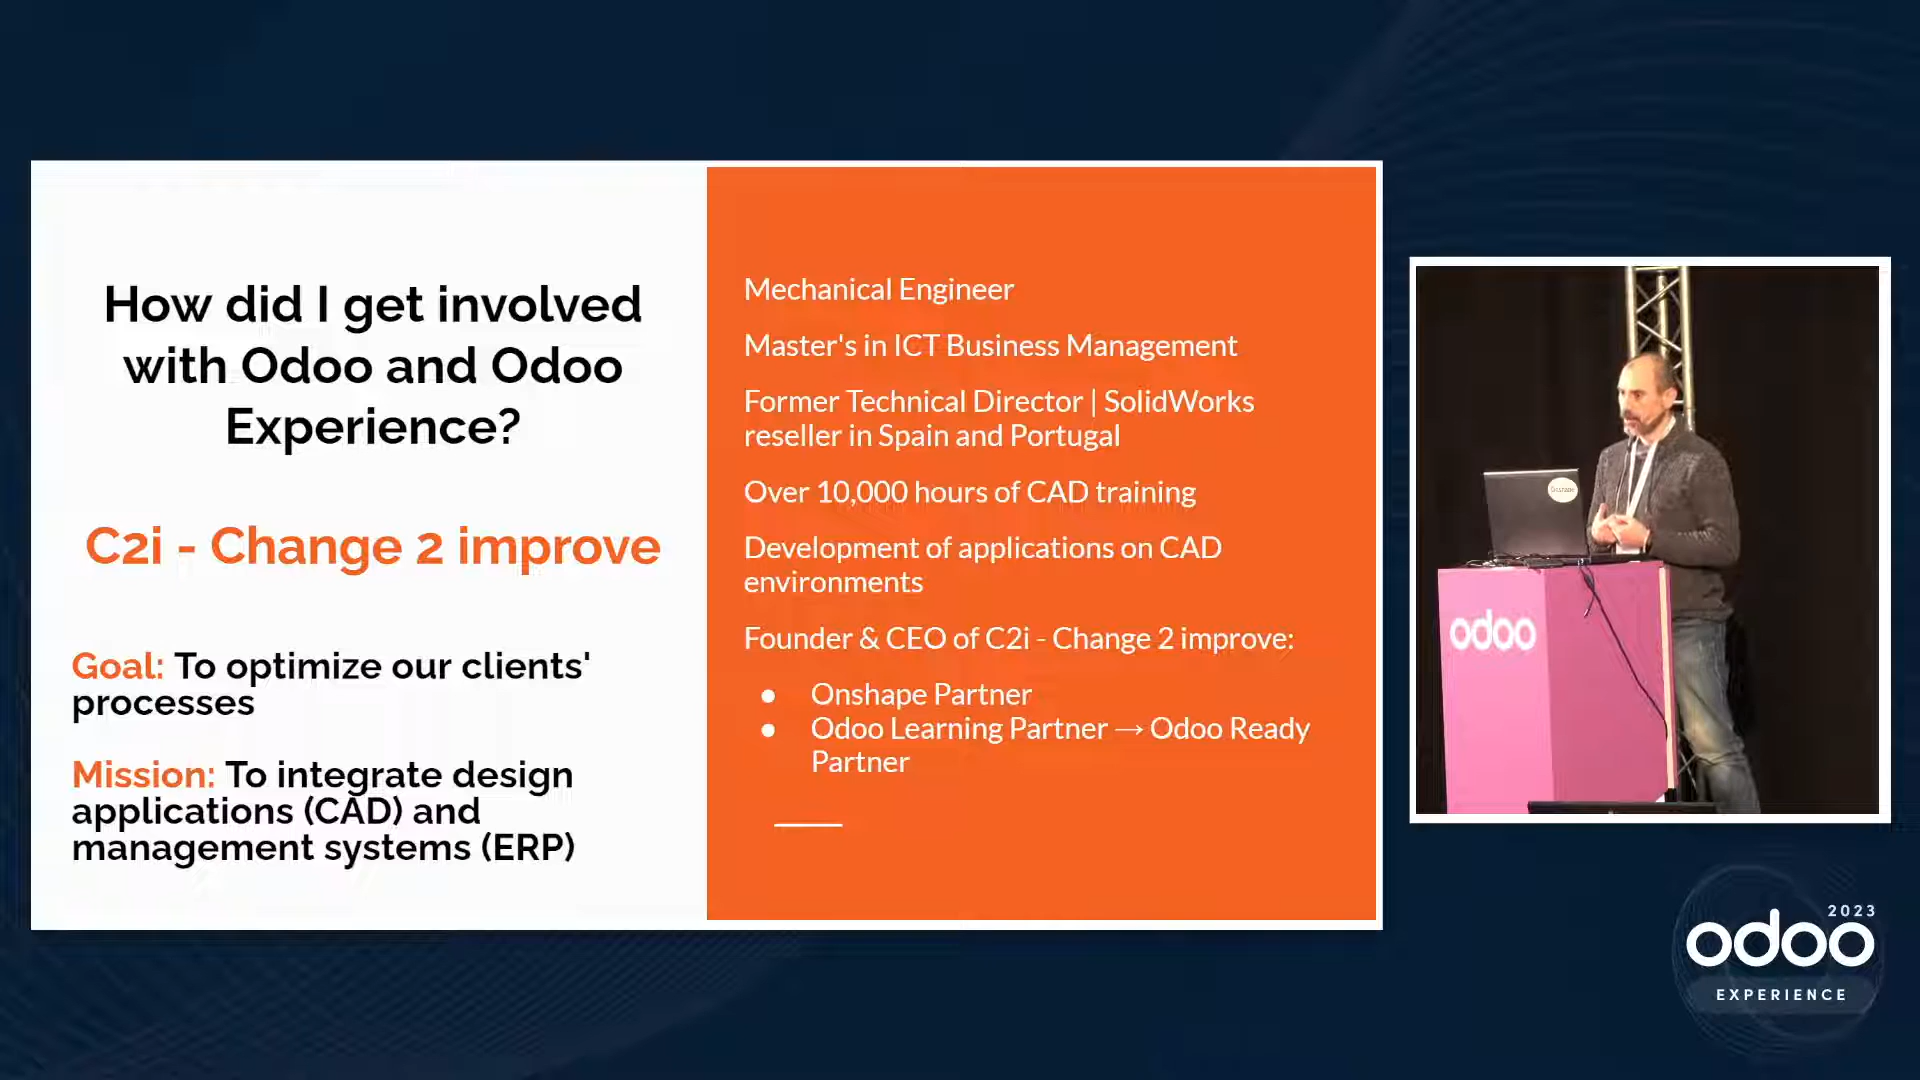 How did I get involved
with Odoo and Odoo
Experience?
C2i - Change 2 improve
Goal: To optimize our clients'
processes
Mission: To integrate design
applications (CAD) and
management systems (ERP)
Mechanical Engineer
Master's in ICT Business Management
Former Technical Director | SolidWorks
reseller in Spain and Portugal
Over 10,000 hours of CAD training
Development of applications on CAD
environments
Founder & CEO of C2i - Change 2 improve:
● Onshape Partner
● Odoo Learning Partner → Odoo Ready
Partner
odoo
2023
odoo
EXPERIENCE